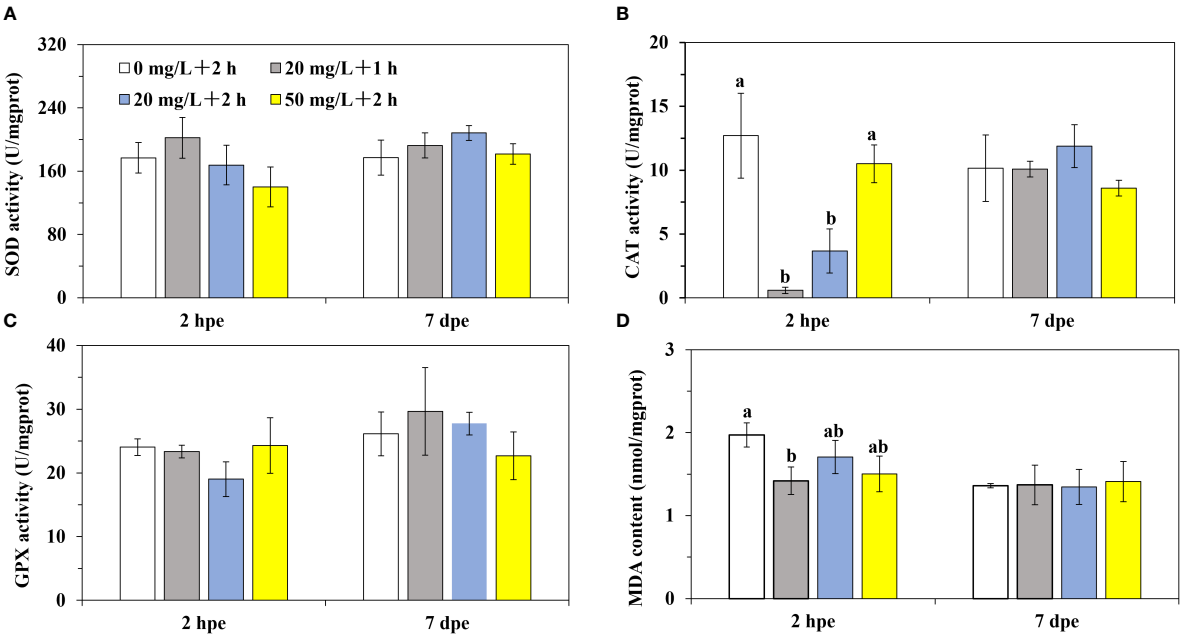 A
SOD activity (U/mgprot)
320
240
160
80
0
0 mg/L+2 h
20 mg/L+1 h
20 mg/L+2 h
50 mg/L+2 h
2 hpe
7 dpe
B
CAT activity (U/mgprot)
20
15
10
5
0
a
b
b
a
2 hpe
7 dpe
C
GPX activity (U/mgprot)
40
30
20
10
0
2 hpe
7 dpe
D
MDA content (nmol/mgprot)
3
2
1
0
a
b
ab
ab
2 hpe
7 dpe